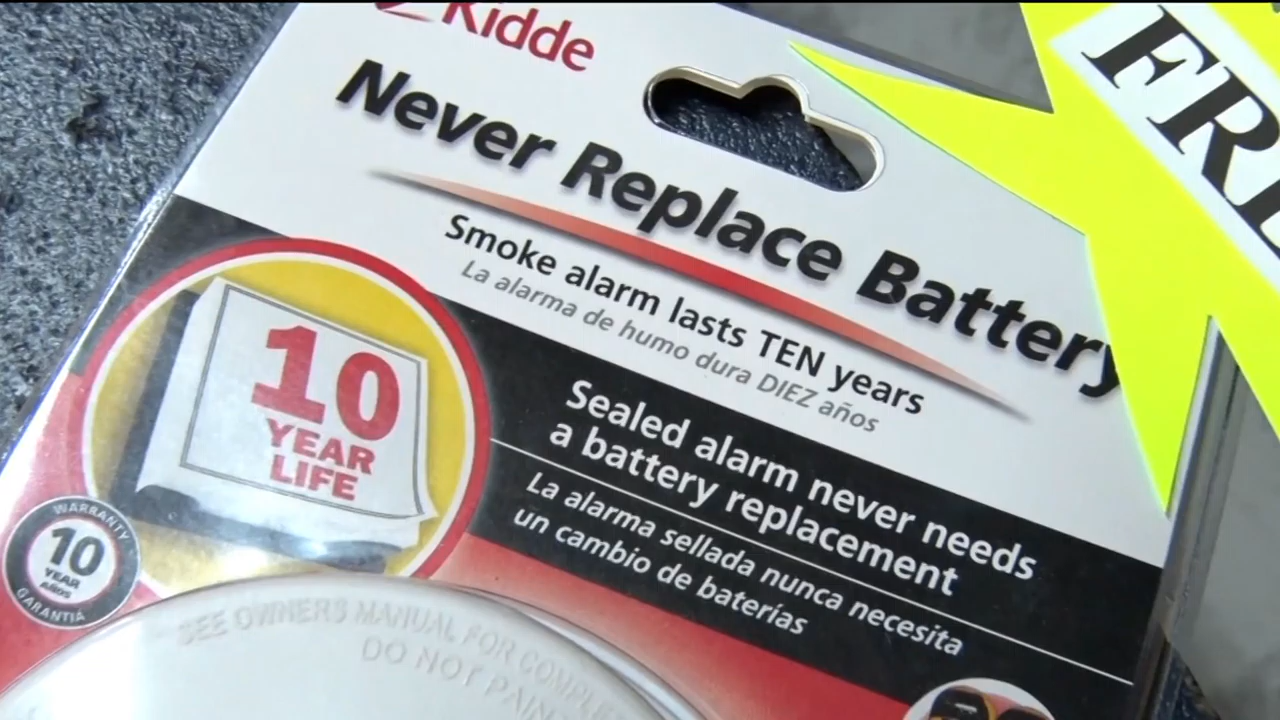 Kidde
Never Replace Battery
Smoke alarm lasts TEN years
La alarma de humo dura DIEZ años
10
YEAR
LIFE
Sealed alarm never needs
a battery replacement
La alarma sellada nunca necesita
un cambio de baterías
WARRANTY
10
YEAR
AÑOS
GARANTIA
SEE OWNERS MANUAL FOR
DO NOT